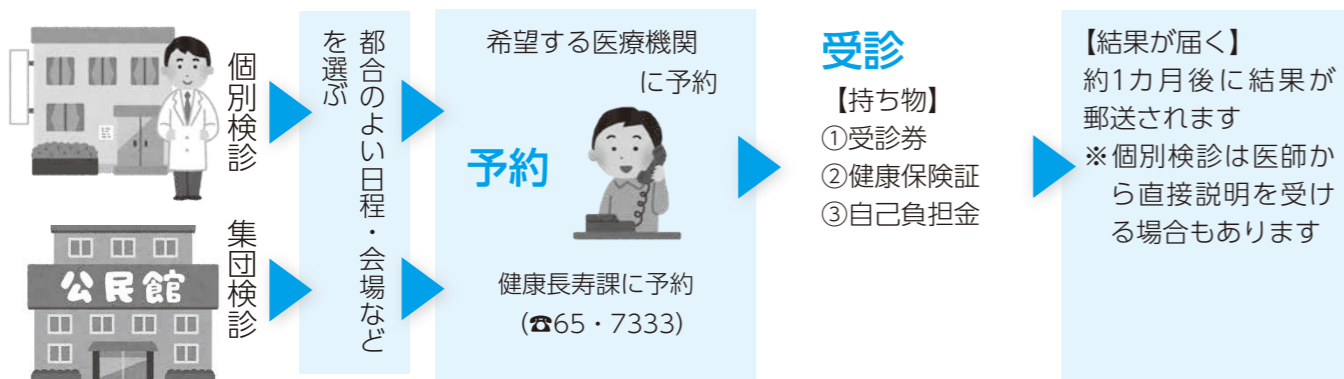 個別検診
公民館
集団検診
都合のよい日程・会場など
を選ぶ
希望する医療機関
に予約
予約
健康長寿課に予約
(☎65・7333)
受診
【持ち物】
①受診券
②健康保険証
③自己負担金
【結果が届く】
約1カ月後に結果が
郵送されます
※個別検診は医師か
ら直接説明を受け
る場合もあります